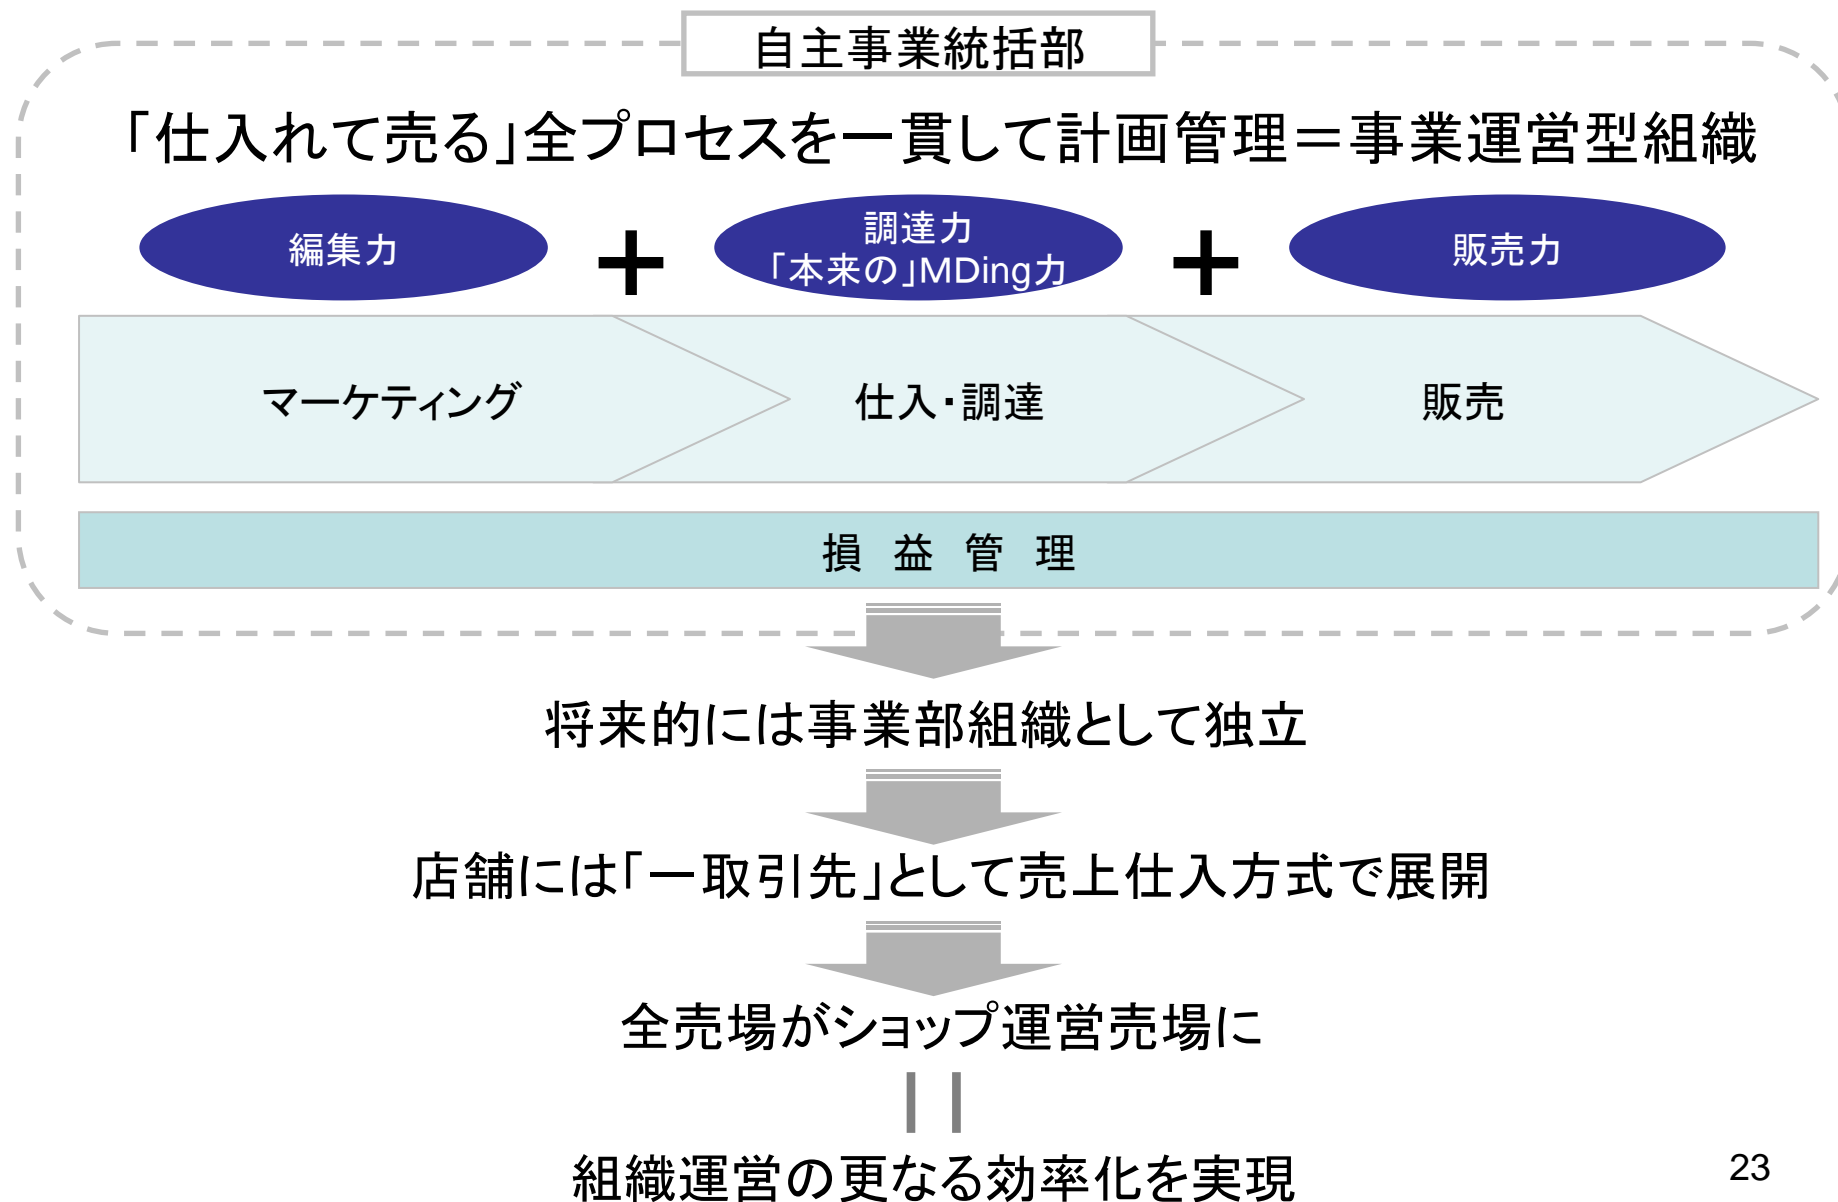 自主事業統括部
「仕入れて売る」全プロセスを一貫して計画管理＝事業運営型組織
編集力
＋
調達力
「本来の」MDing力
＋
販売力
マーケティング
仕入・調達
販売
損　益　管　理
将来的には事業部組織として独立
店舗には「一取引先」として売上仕入方式で展開
全売場がショップ運営売場に
組織運営の更なる効率化を実現
23